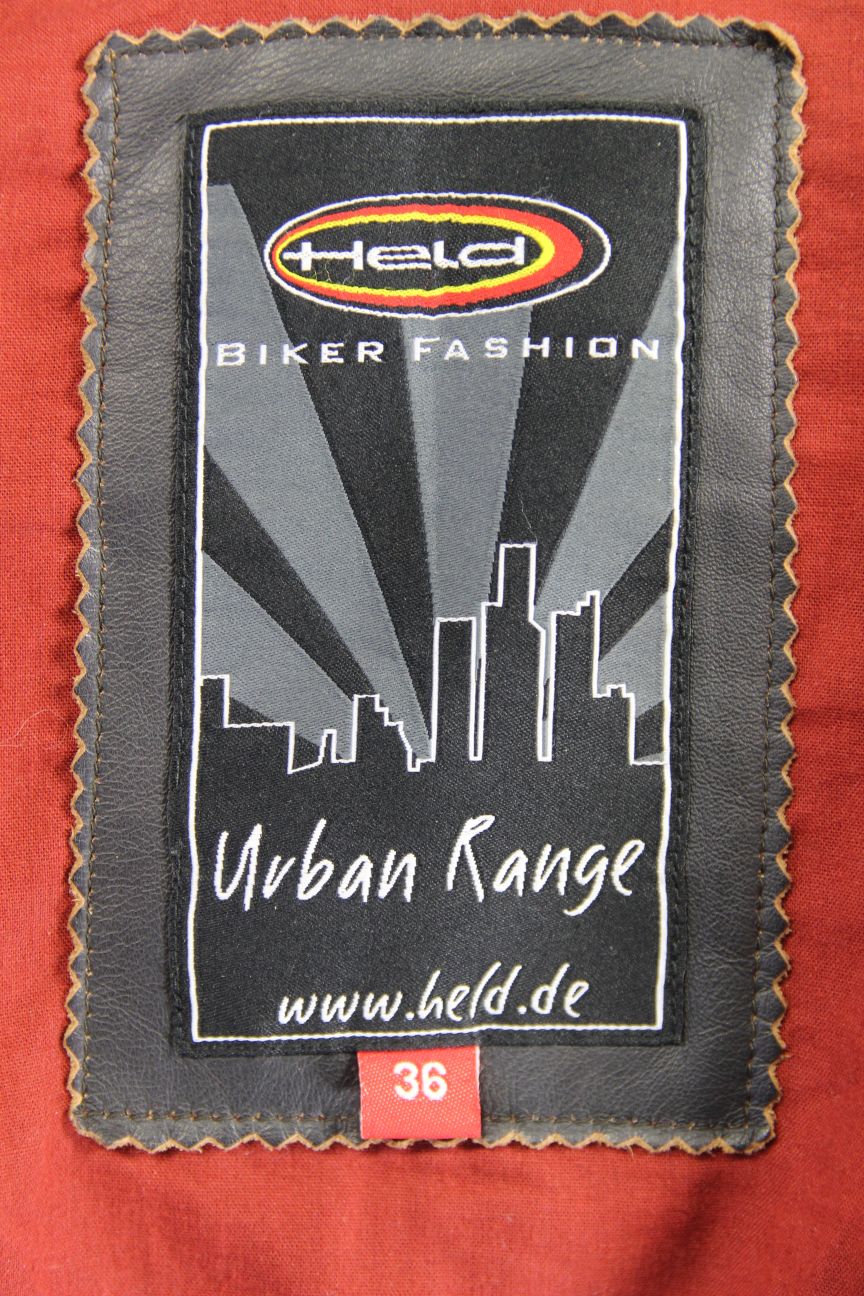 Held
BIKER FASHION
Urban Range
www.held.de
36